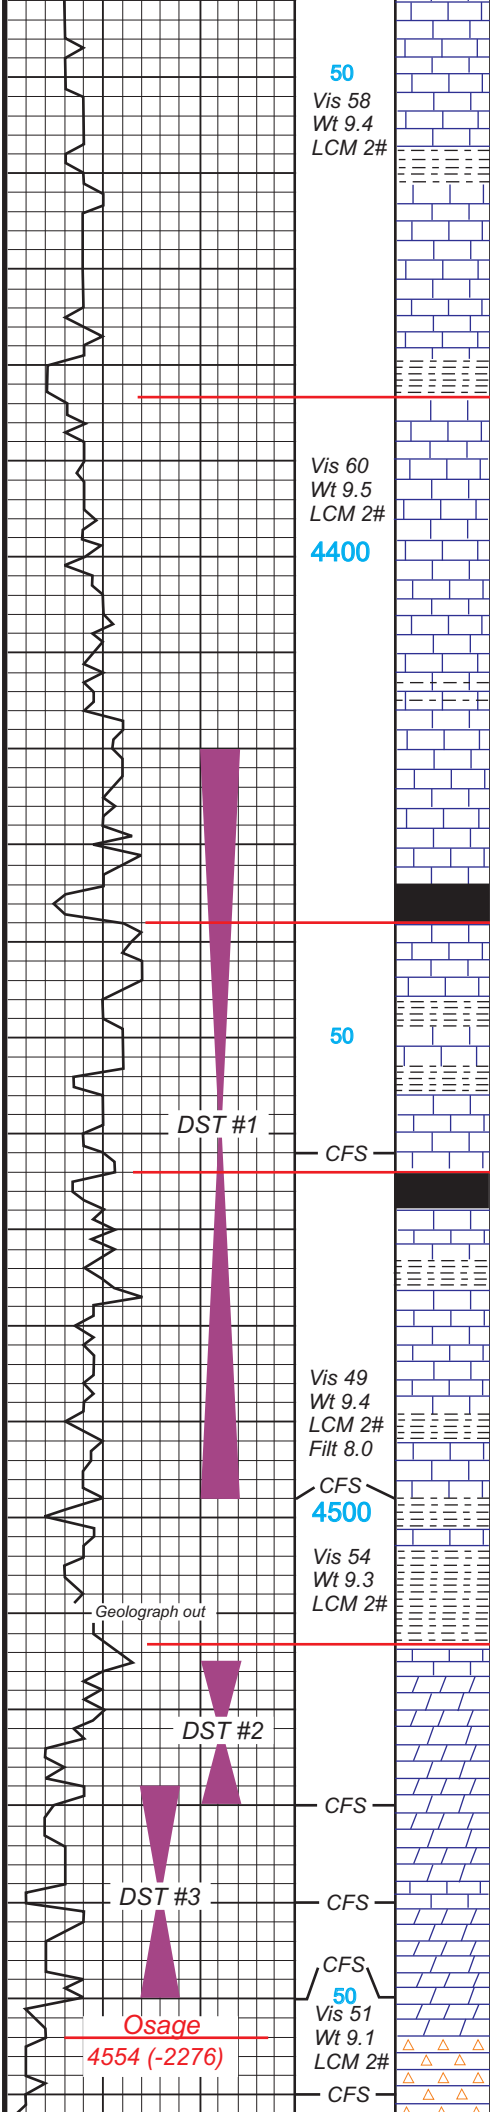 50
Vis 58
Wt 9.4
LCM 2#
Vis 60
Wt 9.5
LCM 2#
4400
50
DST #1
CFS
Vis 49
Wt 9.4
LCM 2#
Filt 8.0
CFS
4500
Vis 54
Wt 9.3
LCM 2#
Geolograph out
DST #2
CFS
DST #3
CFS
CFS
50
Vis 51
Wt 9.1
LCM 2#
Osage
4554 (-2276)
CFS